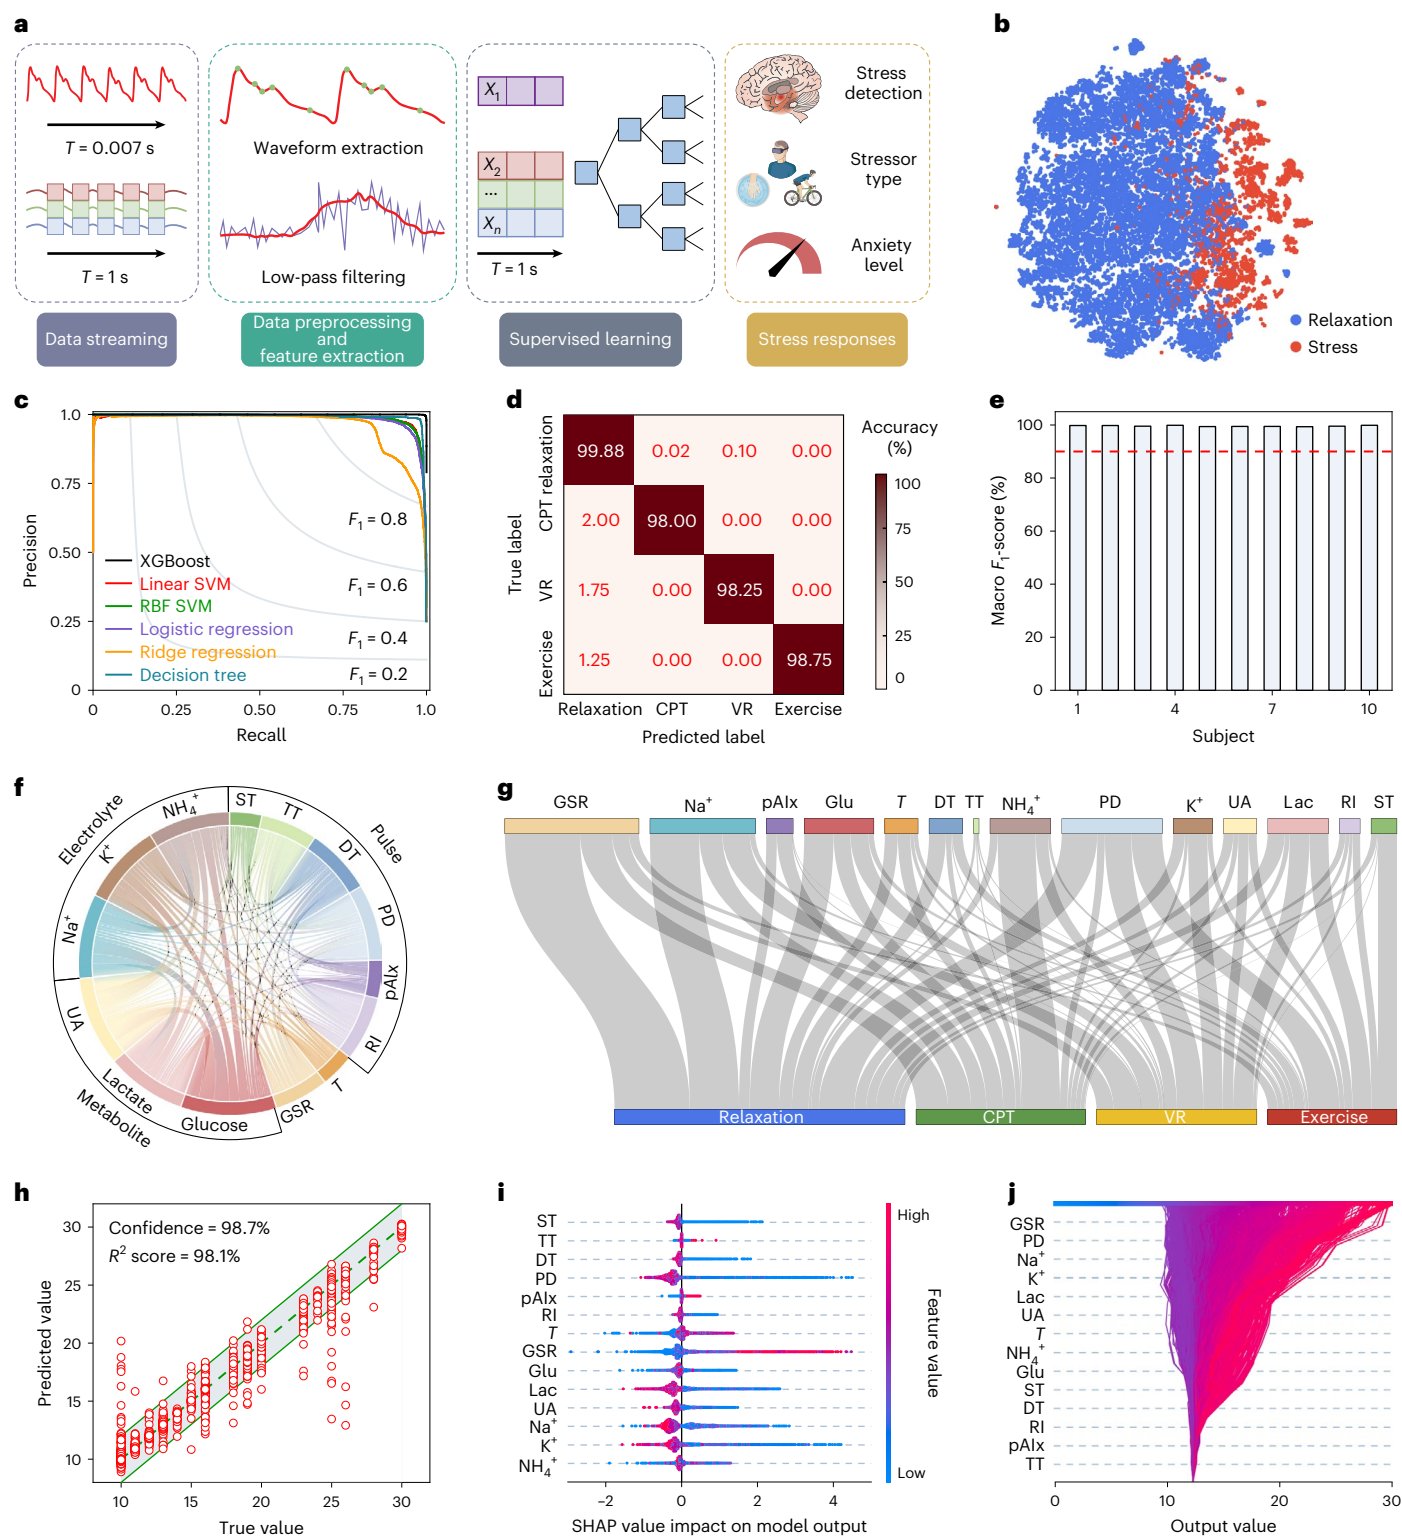 a
T = 0.007 s
T = 1 s
Data streaming
Waveform extraction
Low-pass filtering
Data preprocessing
and
feature extraction
X1
X2
...
Xn
T = 1 s
Supervised learning
Stress
detection
Stressor
type
Anxiety
level
Stress responses
b
Relaxation
Stress
c
Precision
1.0
0.75
0.50
0.25
0
F1 = 0.8
F1 = 0.6
F1 = 0.4
F1 = 0.2
XGBoost
Linear SVM
RBF SVM
Logistic regression
Ridge regression
Decision tree
0 0.25 0.50 0.75 1.0
Recall
d
True label
CPT relaxation
VR
Exercise
99.88 0.02 0.10 0.00
2.00 98.00 0.00 0.00
1.75 0.00 98.25 0.00
1.25 0.00 0.00 98.75
Relaxation CPT VR Exercise
Predicted label
Accuracy
(%)
100
75
50
25
0
e
Macro F1-score (%)
100
80
60
40
20
0
1 4 7 10
Subject
f
Electrolyte
Pulse
Metabolite
NH4+
ST
TT
DT
PD
pAIx
RI
T
GSR
Glucose
Lactate
UA
Na+
K+
g
GSR Na+ pAIx Glu T DT TT NH4+ PD K+ UA Lac RI ST
Relaxation CPT VR Exercise
h
Confidence = 98.7%
R2 score = 98.1%
Predicted value
30
25
20
15
10
10 15 20 25 30
True value
i
ST
TT
DT
PD
pAIx
RI
T
GSR
Glu
Lac
UA
Na+
K+
NH4+
−2 0 2 4
SHAP value impact on model output
High
Feature value
Low
j
GSR
PD
Na+
K+
Lac
UA
T
NH4+
Glu
ST
DT
RI
pAIx
TT
0 10 20 30
Output value